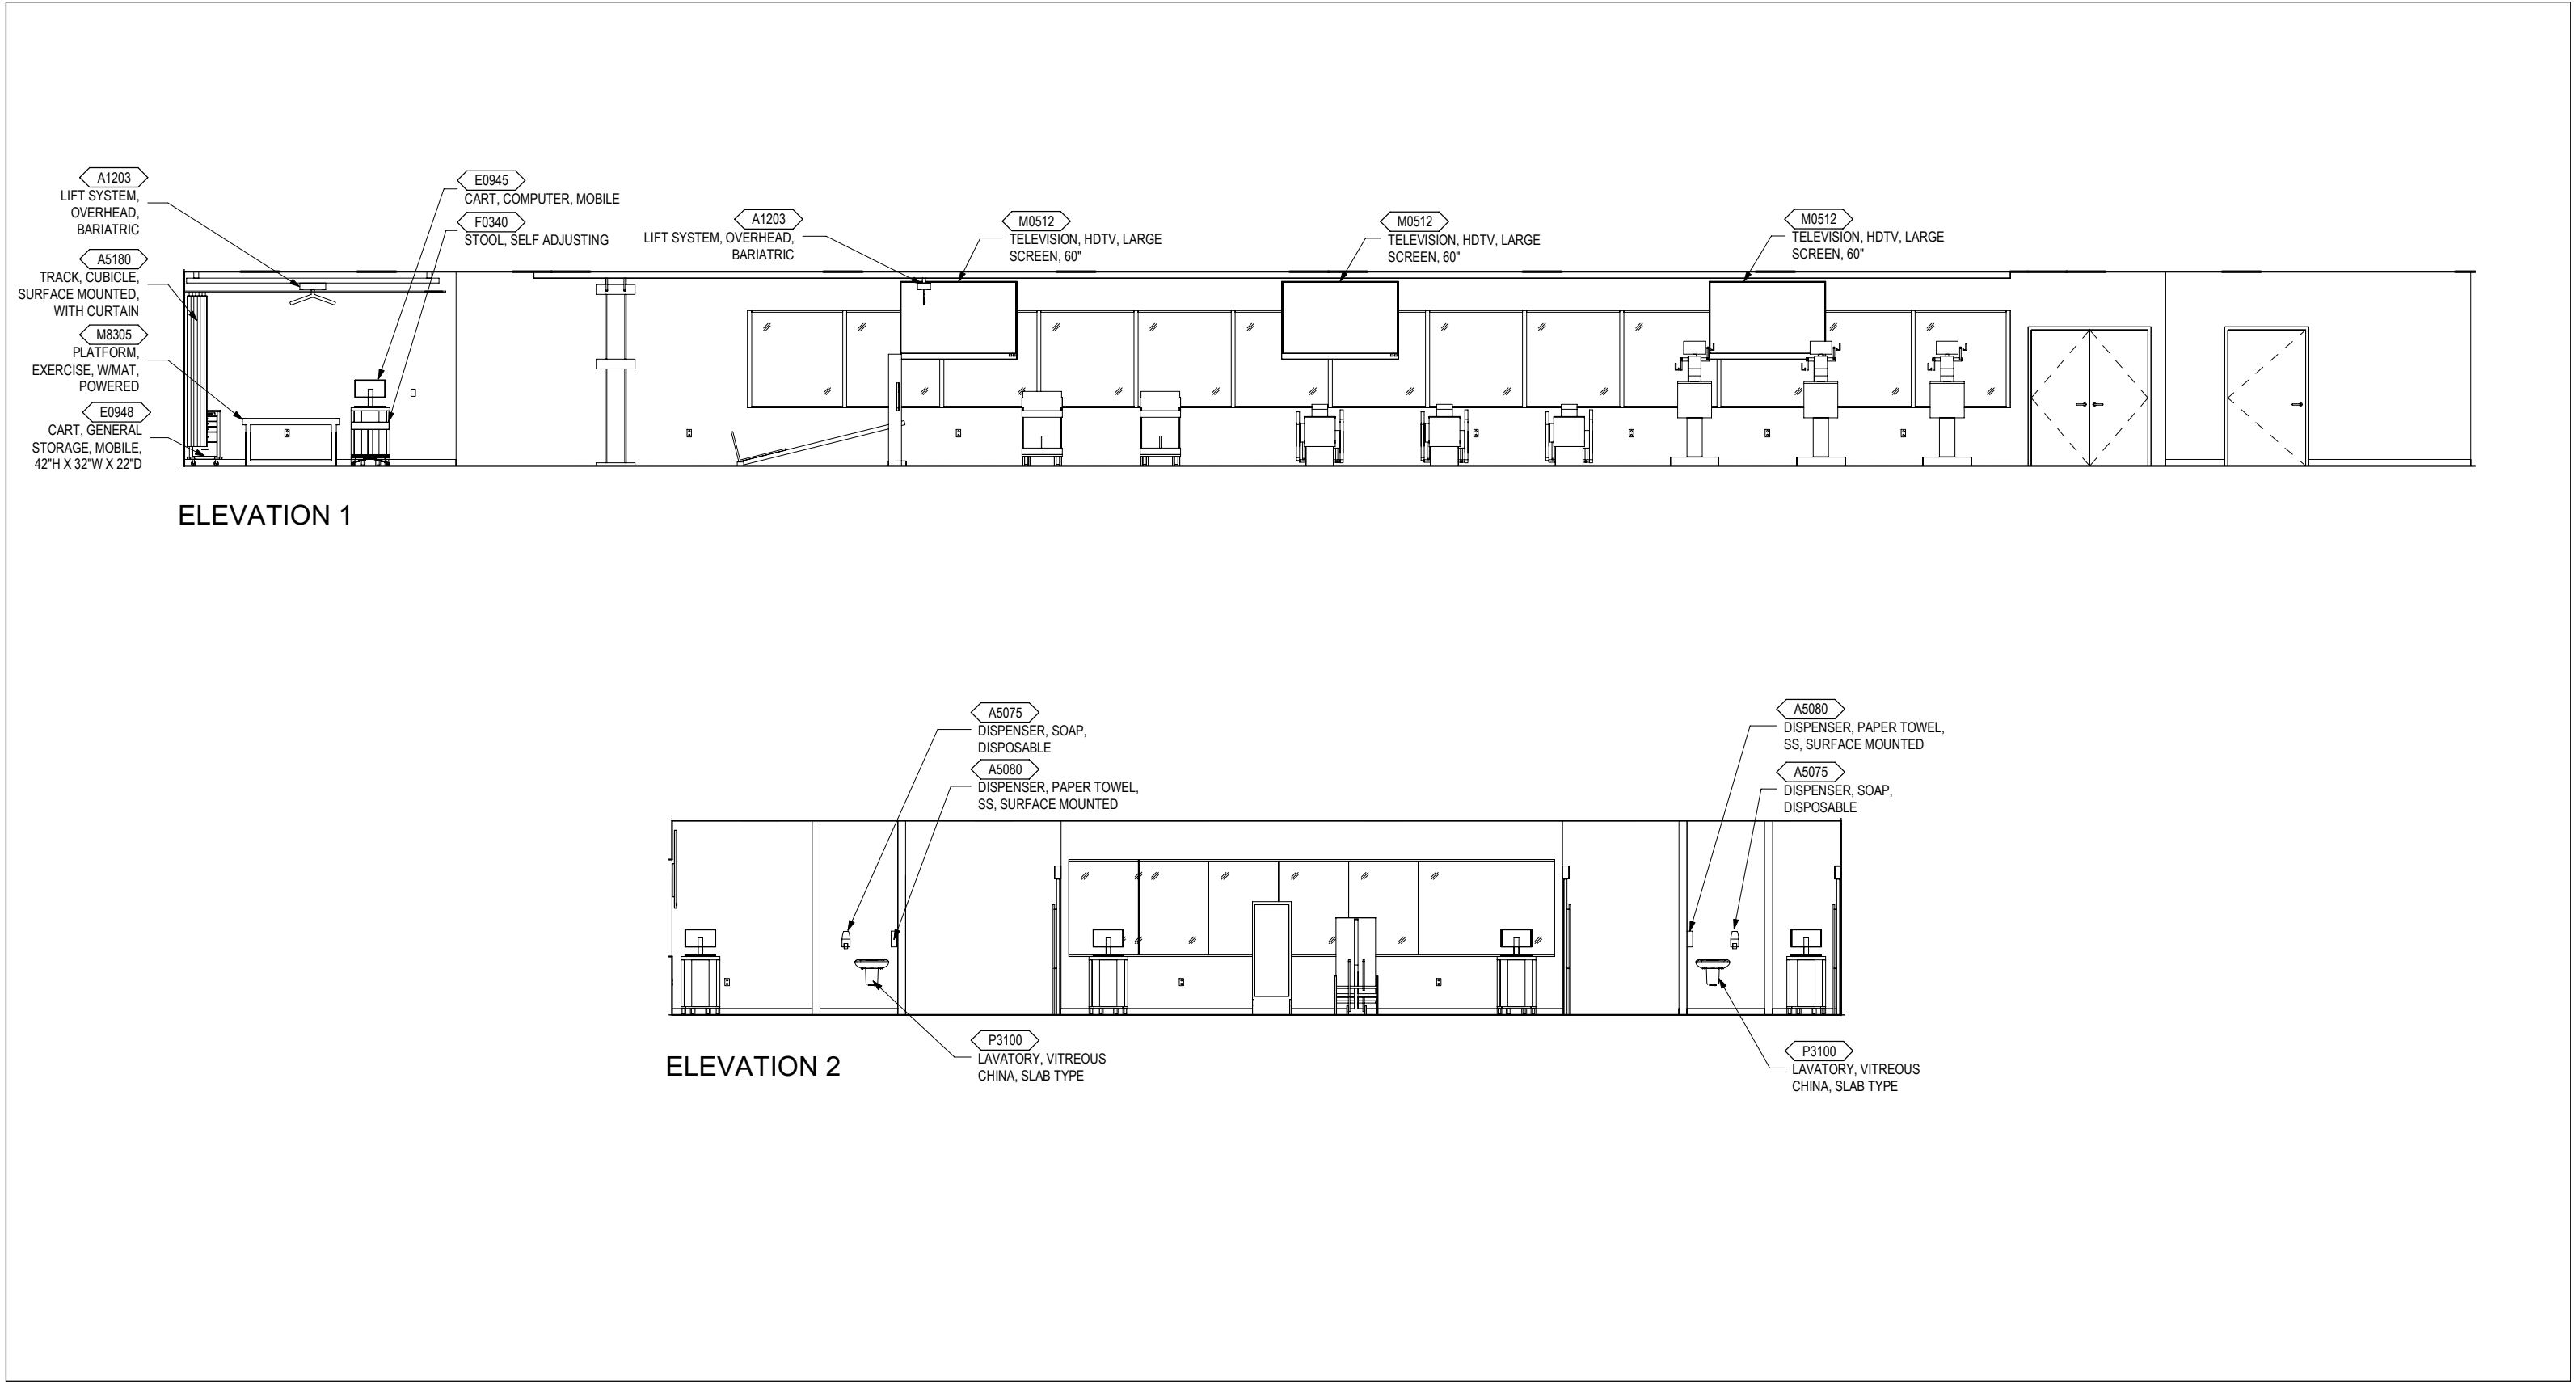 A1203
LIFT SYSTEM,
OVERHEAD,
BARIATRIC
A5180
TRACK, CUBICLE,
SURFACE MOUNTED,
WITH CURTAIN
M8305
PLATFORM,
EXERCISE, W/MAT,
POWERED
E0948
CART, GENERAL
STORAGE, MOBILE,
42"H X 32"W X 22"D
E0945
CART, COMPUTER, MOBILE
F0340
STOOL, SELF ADJUSTING
A1203
LIFT SYSTEM, OVERHEAD,
BARIATRIC
M0512
TELEVISION, HDTV, LARGE
SCREEN, 60"
M0512
TELEVISION, HDTV, LARGE
SCREEN, 60"
M0512
TELEVISION, HDTV, LARGE
SCREEN, 60"
ELEVATION 1
A5075
DISPENSER, SOAP,
DISPOSABLE
A5080
DISPENSER, PAPER TOWEL,
SS, SURFACE MOUNTED
A5080
DISPENSER, PAPER TOWEL,
SS, SURFACE MOUNTED
A5075
DISPENSER, SOAP,
DISPOSABLE
P3100
LAVATORY, VITREOUS
CHINA, SLAB TYPE
P3100
LAVATORY, VITREOUS
CHINA, SLAB TYPE
ELEVATION 2